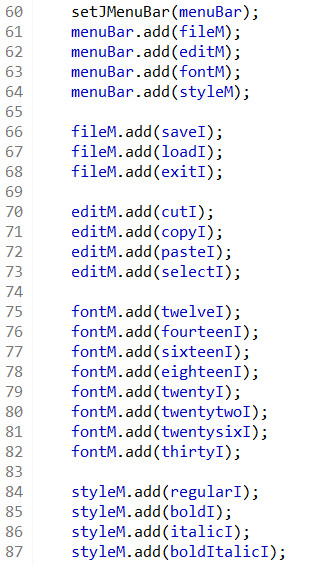 60 setJMenuBar(menuBar);
61 menuBar.add(fileM);
62 menuBar.add(editM);
63 menuBar.add(fontM);
64 menuBar.add(styleM);
65
66 fileM.add(saveI);
67 fileM.add(loadI);
68 fileM.add(exitI);
69
70 editM.add(cutI);
71 editM.add(copyI);
72 editM.add(pasteI);
73 editM.add(selectI);
74
75 fontM.add(twelveI);
76 fontM.add(fourteenI);
77 fontM.add(sixteenI);
78 fontM.add(eighteenI);
79 fontM.add(twentyI);
80 fontM.add(twentytwoI);
81 fontM.add(twentysixI);
82 fontM.add(thirtyI);
83
84 styleM.add(regularI);
85 styleM.add(boldI);
86 styleM.add(italicI);
87 styleM.add(boldItalicI);